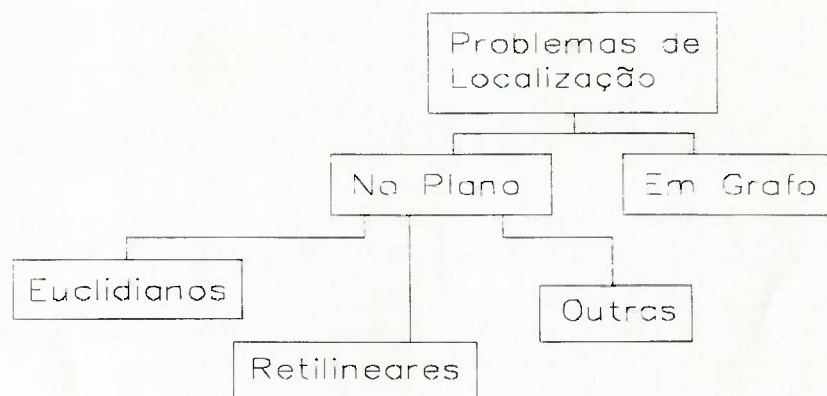 Problemas de
Localização
No Plano
Em Grafo
Euclidianos
Outras
Retilineares